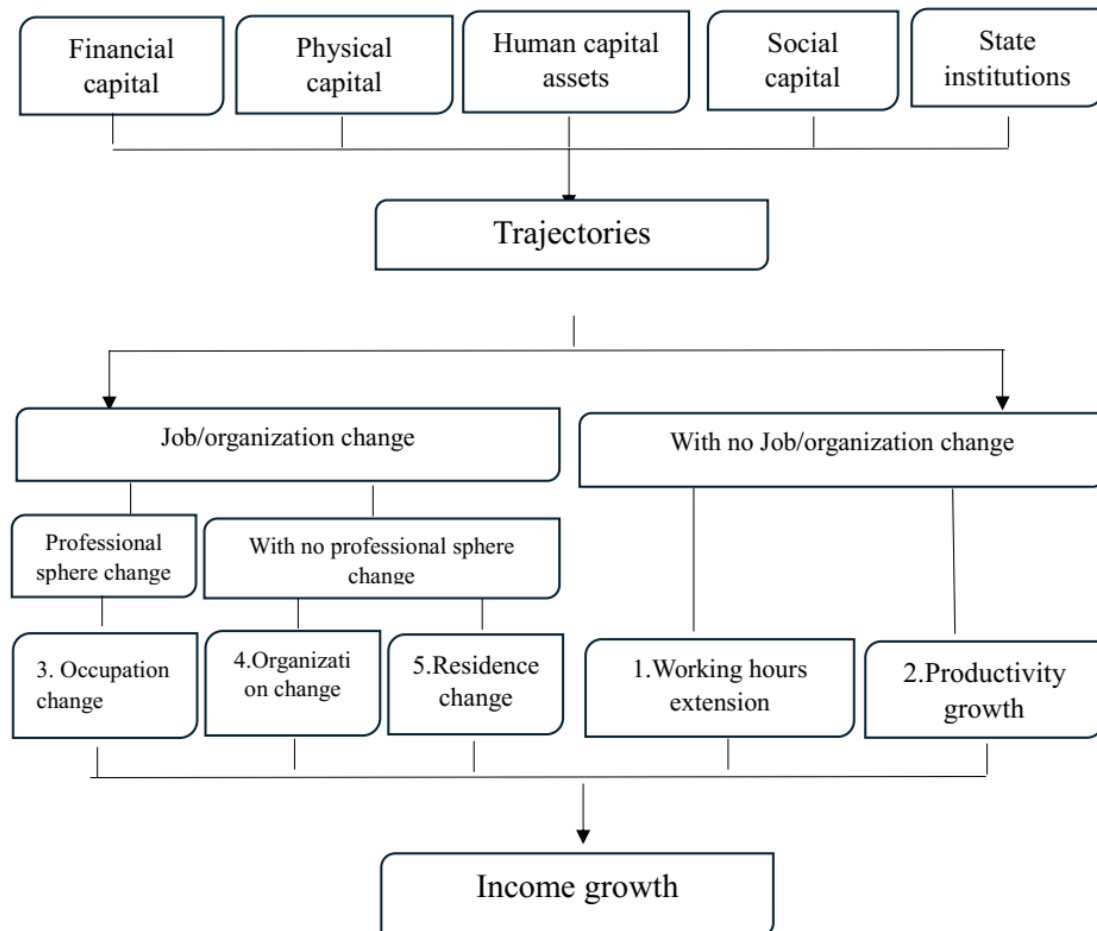 Financial
capital
Physical
capital
Human capital
assets
Social
capital
State
institutions
Trajectories
Job/organization change
With no Job/organization change
Professional
sphere change
With no professional sphere
change
3. Occupation
change
4.Organizati
on change
5.Residence
change
1.Working hours
extension
2.Productivity
growth
Income growth